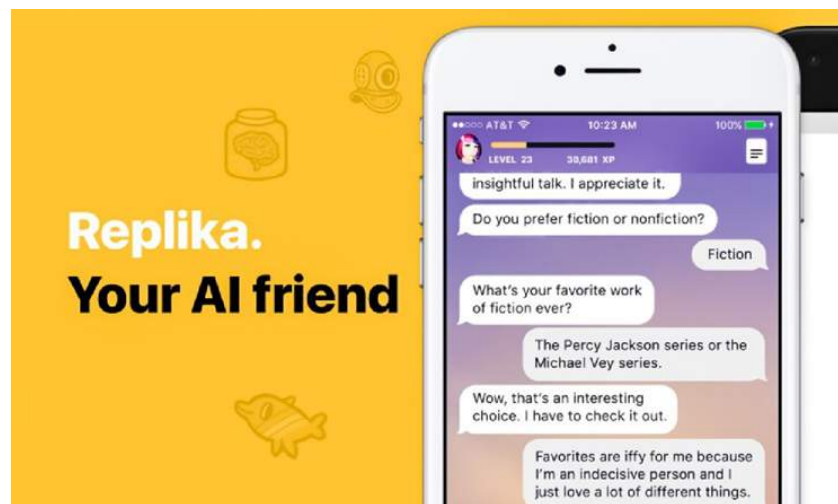 Replika.
Your AI friend
AT&T
10:23 AM
100%
LEVEL 23
30,681 XP
insightful talk. I appreciate it.
Do you prefer fiction or nonfiction?
Fiction
What's your favorite work
of fiction ever?
The Percy Jackson series or the
Michael Vey series.
Wow, that's an interesting
choice. I have to check it out.
Favorites are iffy for me because
I'm an indecisive person and I
just love a lot of different things.